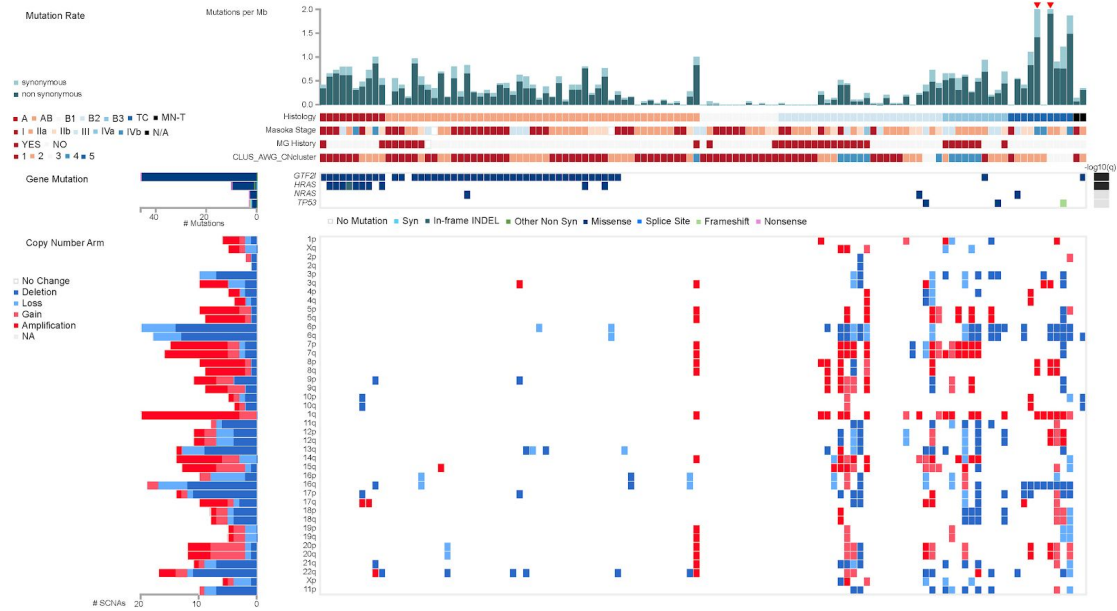 Mutation Rate
Mutations per Mb
2.0
1.5
1.0
0.5
0.0
synonymous
non synonymous
A AB B1 B2 B3 TC MN-T
I IIa IIb III IVa IVb N/A
YES NO
1 2 3 4 5
Histology
Masoka Stage
MG History
CLUS_AWG_CNcluster
-log10(q)
Gene Mutation
GTF2I
HRAS
NRAS
TP53
40 20 0
# Mutations
No Mutation Syn In-frame INDEL Other Non Syn Missense Splice Site Frameshift Nonsense
Copy Number Arm
No Change
Deletion
Loss
Gain
Amplification
NA
1p
Xq
2p
2q
3p
3q
4p
4q
5p
5q
6p
6q
7p
7q
8p
8q
9p
9q
10p
10q
1q
11q
12p
12q
13q
14q
15q
16p
16q
17p
17q
18p
18q
19p
19q
20p
20q
21q
22q
Xp
11p
# SCNAs
20 10 0